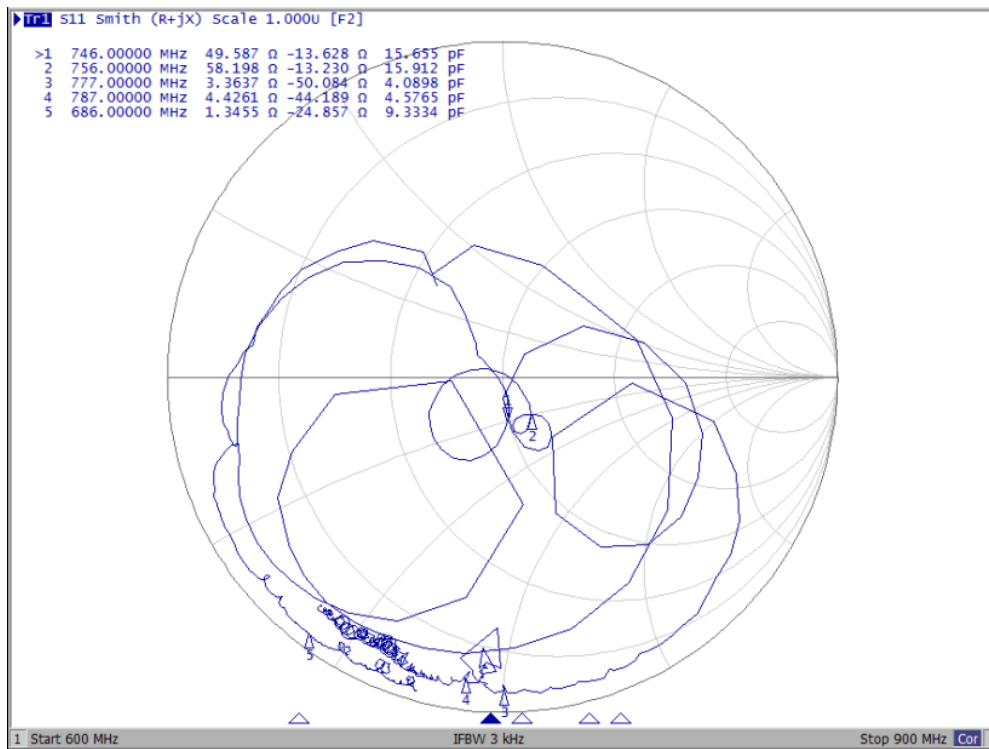 Tr1 S11 Smith (R+jX) Scale 1.000U [F2]
>1 746.00000 MHz 49.587 Ω -13.628 Ω 15.655 pF
2 756.00000 MHz 58.198 Ω -13.230 Ω 15.912 pF
3 777.00000 MHz 3.3637 Ω -50.084 Ω 4.0898 pF
4 787.00000 MHz 4.4261 Ω -44.189 Ω 4.5765 pF
5 686.00000 MHz 1.3455 Ω -24.857 Ω 9.3334 pF
1
2
5
4
3
1 Start 600 MHz IFBW 3 kHz Stop 900 MHz Cor